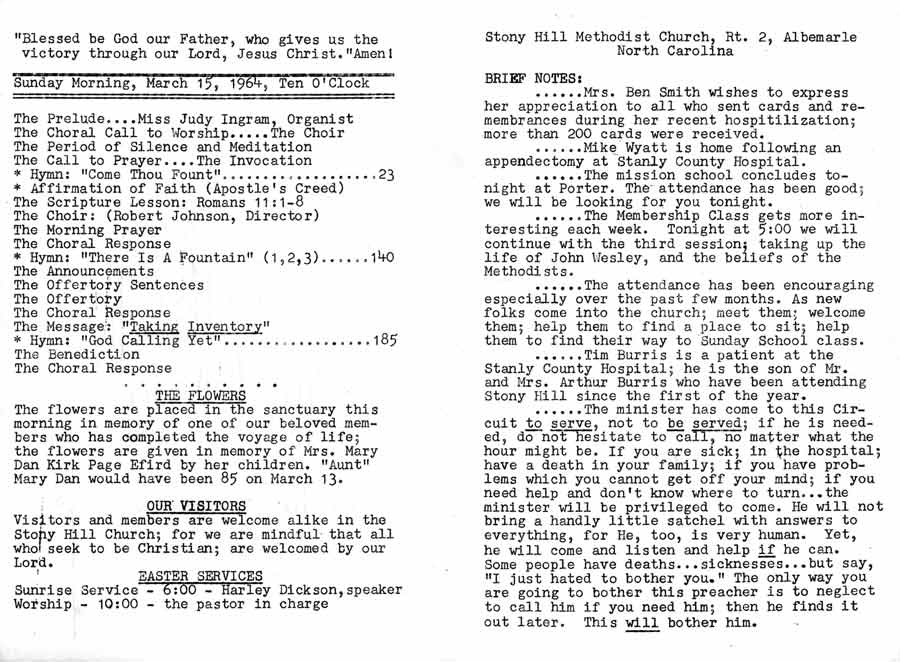 "Blessed be God our Father, who gives us the
victory through our Lord, Jesus Christ."Amen!
Sunday Morning, March 15, 1964, Ten O'Clock
The Prelude....Miss Judy Ingram, Organist
The Choral Call to Worship.....The Choir
The Period of Silence and Meditation
The Call to Prayer....The Invocation
* Hymn: "Come Thou Fount"....................23
* Affirmation of Faith (Apostle's Creed)
The Scripture Lesson: Romans 11:1-8
The Choir: (Robert Johnson, Director)
The Morning Prayer
The Choral Response
* Hymn: "There Is A Fountain" (1,2,3)......140
The Announcements
The Offertory Sentences
The Offertory
The Choral Response
The Message: "Taking Inventory"
* Hymn: "God Calling Yet"..................185
The Benediction
The Choral Response
. . . . . . . . . .
THE FLOWERS
The flowers are placed in the sanctuary this
morning in memory of one of our beloved mem-
bers who has completed the voyage of life;
the flowers are given in memory of Mrs. Mary
Dan Kirk Page Efird by her children. "Aunt"
Mary Dan would have been 85 on March 13.
OUR VISITORS
Visitors and members are welcome alike in the
Stony Hill Church; for we are mindful that all
who seek to be Christian; are welcomed by our
Lord.
EASTER SERVICES
Sunrise Service - 6:00 - Harley Dickson,speaker
Worship - 10:00 - the pastor in charge
Stony Hill Methodist Church, Rt. 2, Albemarle
North Carolina
BRIEF NOTES:
......Mrs. Ben Smith wishes to express
her appreciation to all who sent cards and re-
membrances during her recent hospitilization;
more than 200 cards were received.
......Mike Wyatt is home following an
appendectomy at Stanly County Hospital.
......The mission school concludes to-
night at Porter. The attendance has been good;
we will be looking for you tonight.
......The Membership Class gets more in-
teresting each week. Tonight at 5:00 we will
continue with the third session; taking up the
life of John Wesley, and the beliefs of the
Methodists.
......The attendance has been encouraging
especially over the past few months. As new
folks come into the church; meet them; welcome
them; help them to find a place to sit; help
them to find their way to Sunday School class.
......Tim Burris is a patient at the
Stanly County Hospital; he is the son of Mr.
and Mrs. Arthur Burris who have been attending
Stony Hill since the first of the year.
......The minister has come to this Cir-
cuit to serve, not to be served; if he is need-
ed, do not hesitate to call, no matter what the
hour might be. If you are sick; in the hospital;
have a death in your family; if you have prob-
lems which you cannot get off your mind; if you
need help and don't know where to turn...the
minister will be privileged to come. He will not
bring a handly little satchel with answers to
everything, for He, too, is very human. Yet,
he will come and listen and help if he can.
Some people have deaths...sicknesses...but say,
"I just hated to bother you." The only way you
are going to bother this preacher is to neglect
to call him if you need him; then he finds it
out later. This will bother him.